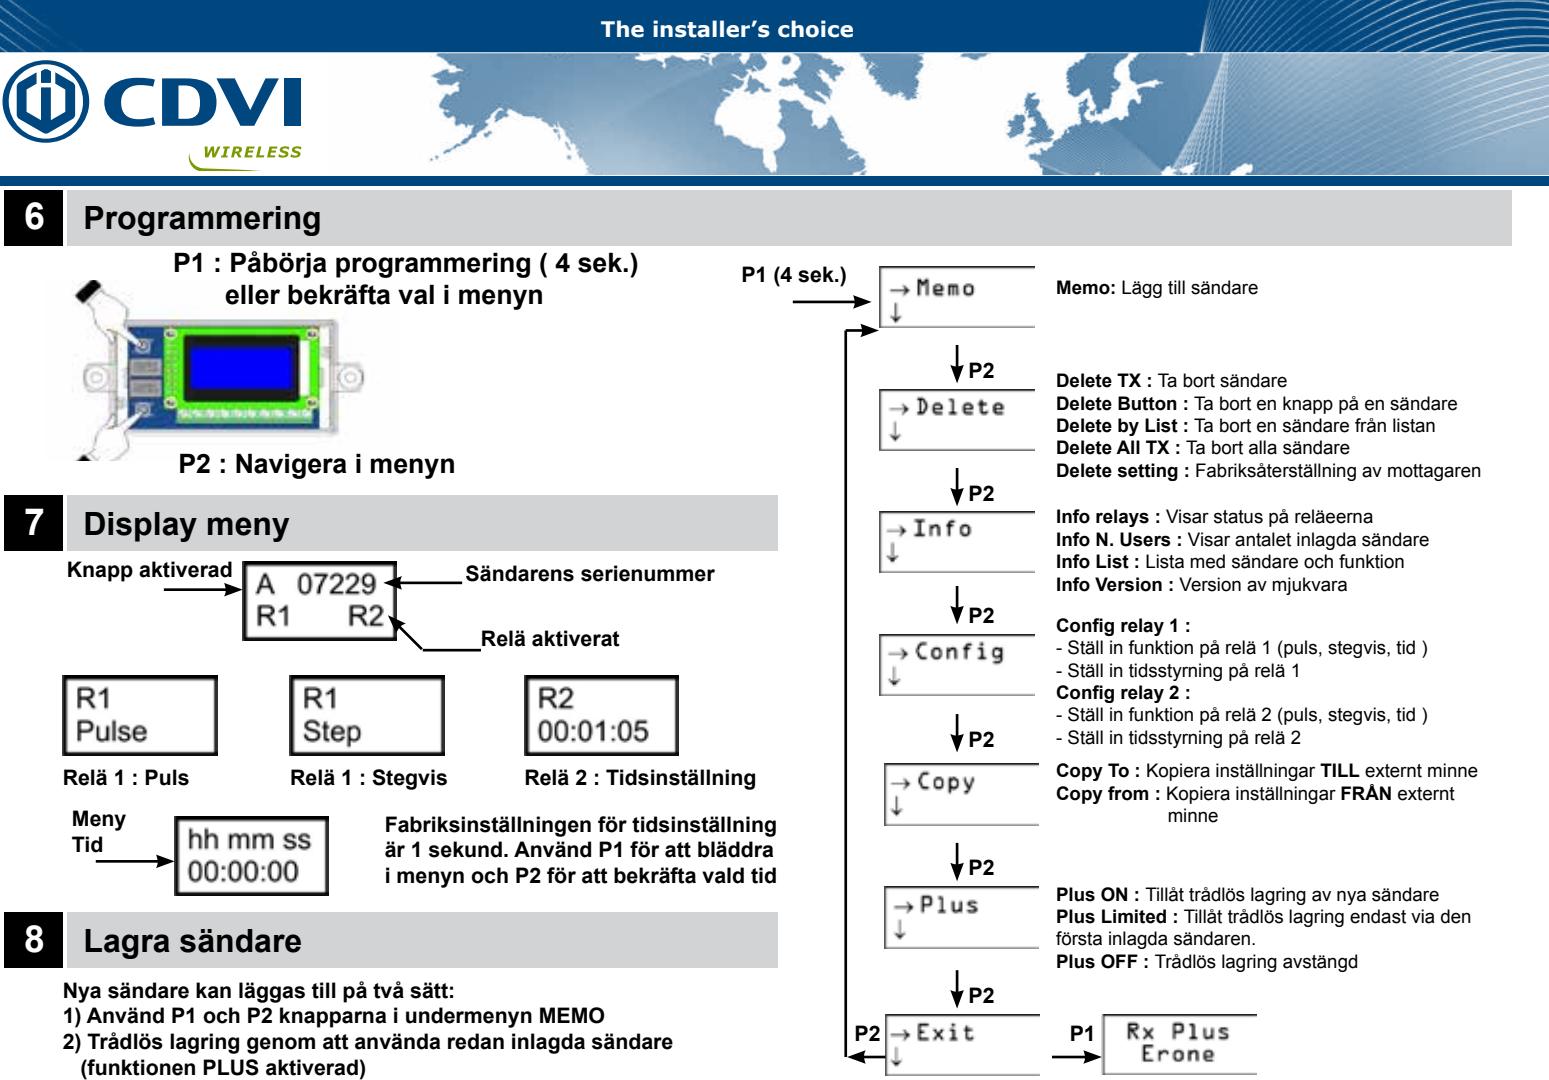 The installer's choice
CDVI
WIRELESS
6 Programmering
P1 : Påbörja programmering ( 4 sek.)
eller bekräfta val i menyn
P2 : Navigera i menyn
7 Display meny
Knapp aktiverad
A 07229
R1 R2
Sändarens serienummer
Relä aktiverat
R1
Pulse
R1
Step
R2
00:01:05
Relä 1 : Puls
Relä 1 : Stegvis
Relä 2 : Tidsinställning
Meny
Tid
hh mm ss
00:00:00
Fabriksinställningen för tidsinställning
är 1 sekund. Använd P1 för att bläddra
i menyn och P2 för att bekräfta vald tid
8 Lagra sändare
Nya sändare kan läggas till på två sätt:
1) Använd P1 och P2 knapparna i undermenyn MEMO
2) Trådlös lagring genom att använda redan inlagda sändare
(funktionen PLUS aktiverad)
P1 (4 sek.)
→Memo
↓
Memo: Lägg till sändare
P2
→Delete
↓
Delete TX : Ta bort sändare
Delete Button : Ta bort en knapp på en sändare
Delete by List : Ta bort en sändare från listan
Delete All TX : Ta bort alla sändare
Delete setting : Fabriksåterställning av mottagaren
P2
→Info
↓
Info relays : Visar status på reläeerna
Info N. Users : Visar antalet inlagda sändare
Info List : Lista med sändare och funktion
Info Version : Version av mjukvara
P2
→Config
↓
Config relay 1 :
- Ställ in funktion på relä 1 (puls, stegvis, tid )
- Ställ in tidsstyrning på relä 1
Config relay 2 :
- Ställ in funktion på relä 2 (puls, stegvis, tid )
- Ställ in tidsstyrning på relä 2
P2
→Copy
↓
Copy To : Kopiera inställningar TILL externt minne
Copy from : Kopiera inställningar FRÅN externt
minne
P2
→Plus
↓
Plus ON : Tillåt trådlös lagring av nya sändare
Plus Limited : Tillåt trådlös lagring endast via den
första inlagda sändaren.
Plus OFF : Trådlös lagring avstängd
P2
P2
→Exit
↓
P1
Rx Plus
Erone